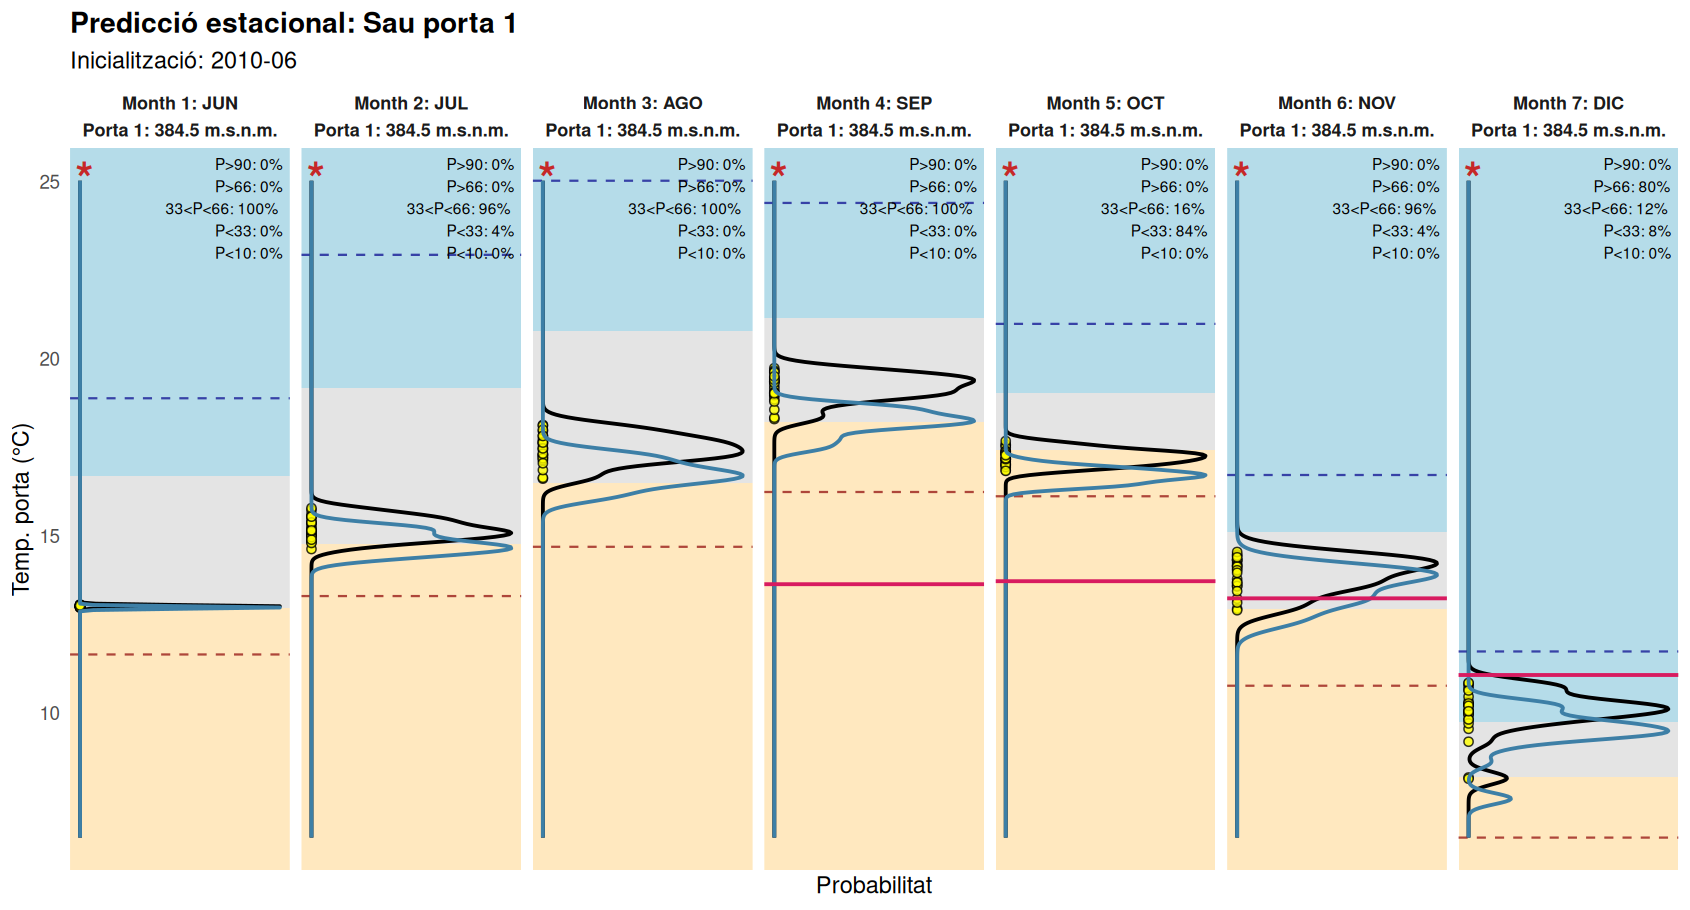 Predicció estacional: Sau porta 1
Inicialització: 2010-06
Month 1: JUN
Porta 1: 384.5 m.s.n.m.
Month 2: JUL
Porta 1: 384.5 m.s.n.m.
Month 3: AGO
Porta 1: 384.5 m.s.n.m.
Month 4: SEP
Porta 1: 384.5 m.s.n.m.
Month 5: OCT
Porta 1: 384.5 m.s.n.m.
Month 6: NOV
Porta 1: 384.5 m.s.n.m.
Month 7: DIC
Porta 1: 384.5 m.s.n.m.
Temp. porta (°C)
25
20
15
10
*
P>90: 0%
P>66: 0%
33<P<66: 100%
P<33: 0%
P<10: 0%
*
P>90: 0%
P>66: 0%
33<P<66: 96%
P<33: 4%
P<10: 0%
*
P>90: 0%
P>66: 0%
33<P<66: 100%
P<33: 0%
P<10: 0%
*
P>90: 0%
P>66: 0%
33<P<66: 100%
P<33: 0%
P<10: 0%
*
P>90: 0%
P>66: 0%
33<P<66: 16%
P<33: 84%
P<10: 0%
*
P>90: 0%
P>66: 0%
33<P<66: 96%
P<33: 4%
P<10: 0%
*
P>90: 0%
P>66: 80%
33<P<66: 12%
P<33: 8%
P<10: 0%
Probabilitat